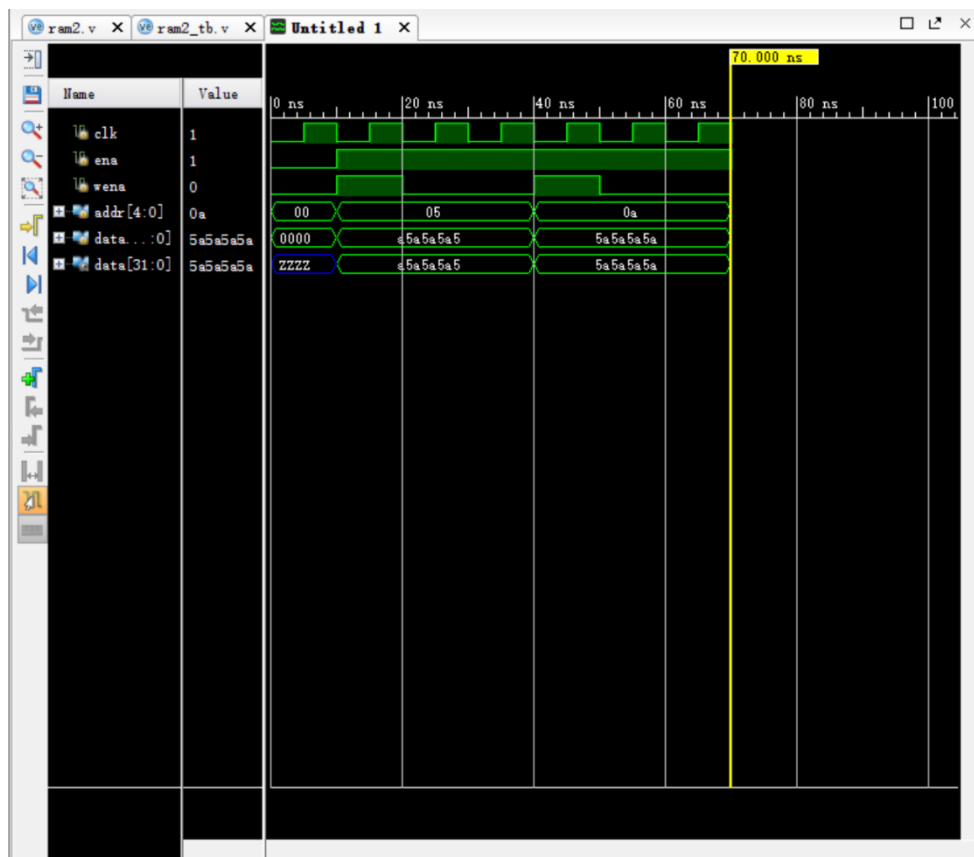 ram2.v ram2_tb.v Untitled 1
70.000 ns
Name Value
0 ns 20 ns 40 ns 60 ns 80 ns 100
clk 1
ena 1
wena 0
addr[4:0] 0a 00 05 0a
data...:0] 5a5a5a5a 0000 a5a5a5a5 5a5a5a5a
data[31:0] 5a5a5a5a ZZZZ a5a5a5a5 5a5a5a5a